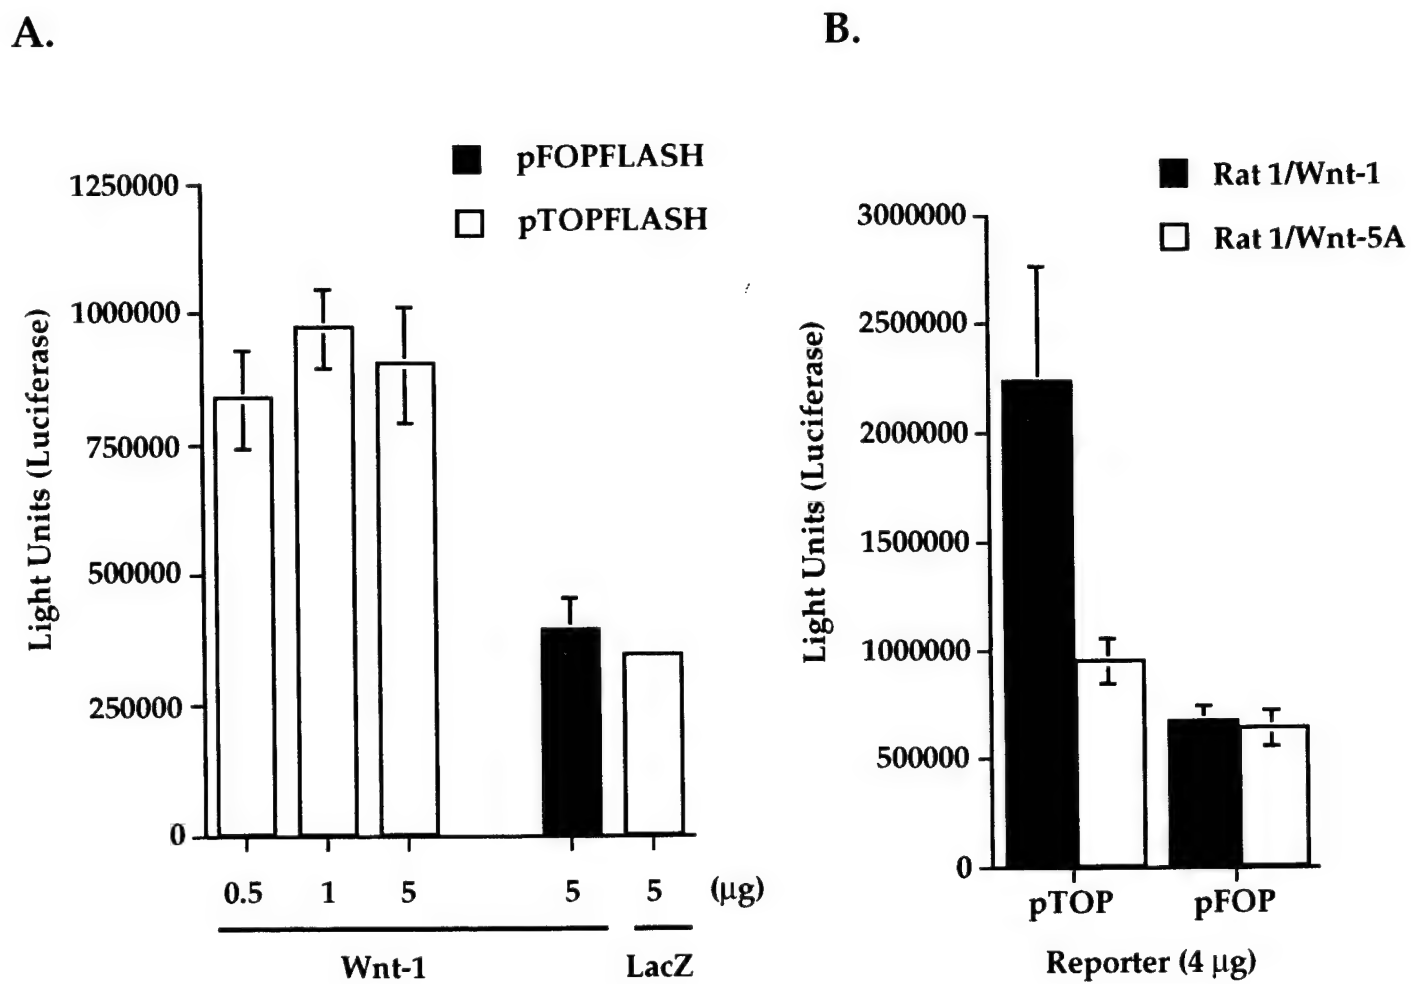 A.
pFOPFLASH
pTOPFLASH
Light Units (Luciferase)
1250000
1000000
750000
500000
250000
0
0.5 1 5 5 5 (μg)
Wnt-1 LacZ
B.
Rat 1/Wnt-1
Rat 1/Wnt-5A
Light Units (Luciferase)
3000000
2500000
2000000
1500000
1000000
500000
0
pTOP pFOP
Reporter (4 μg)